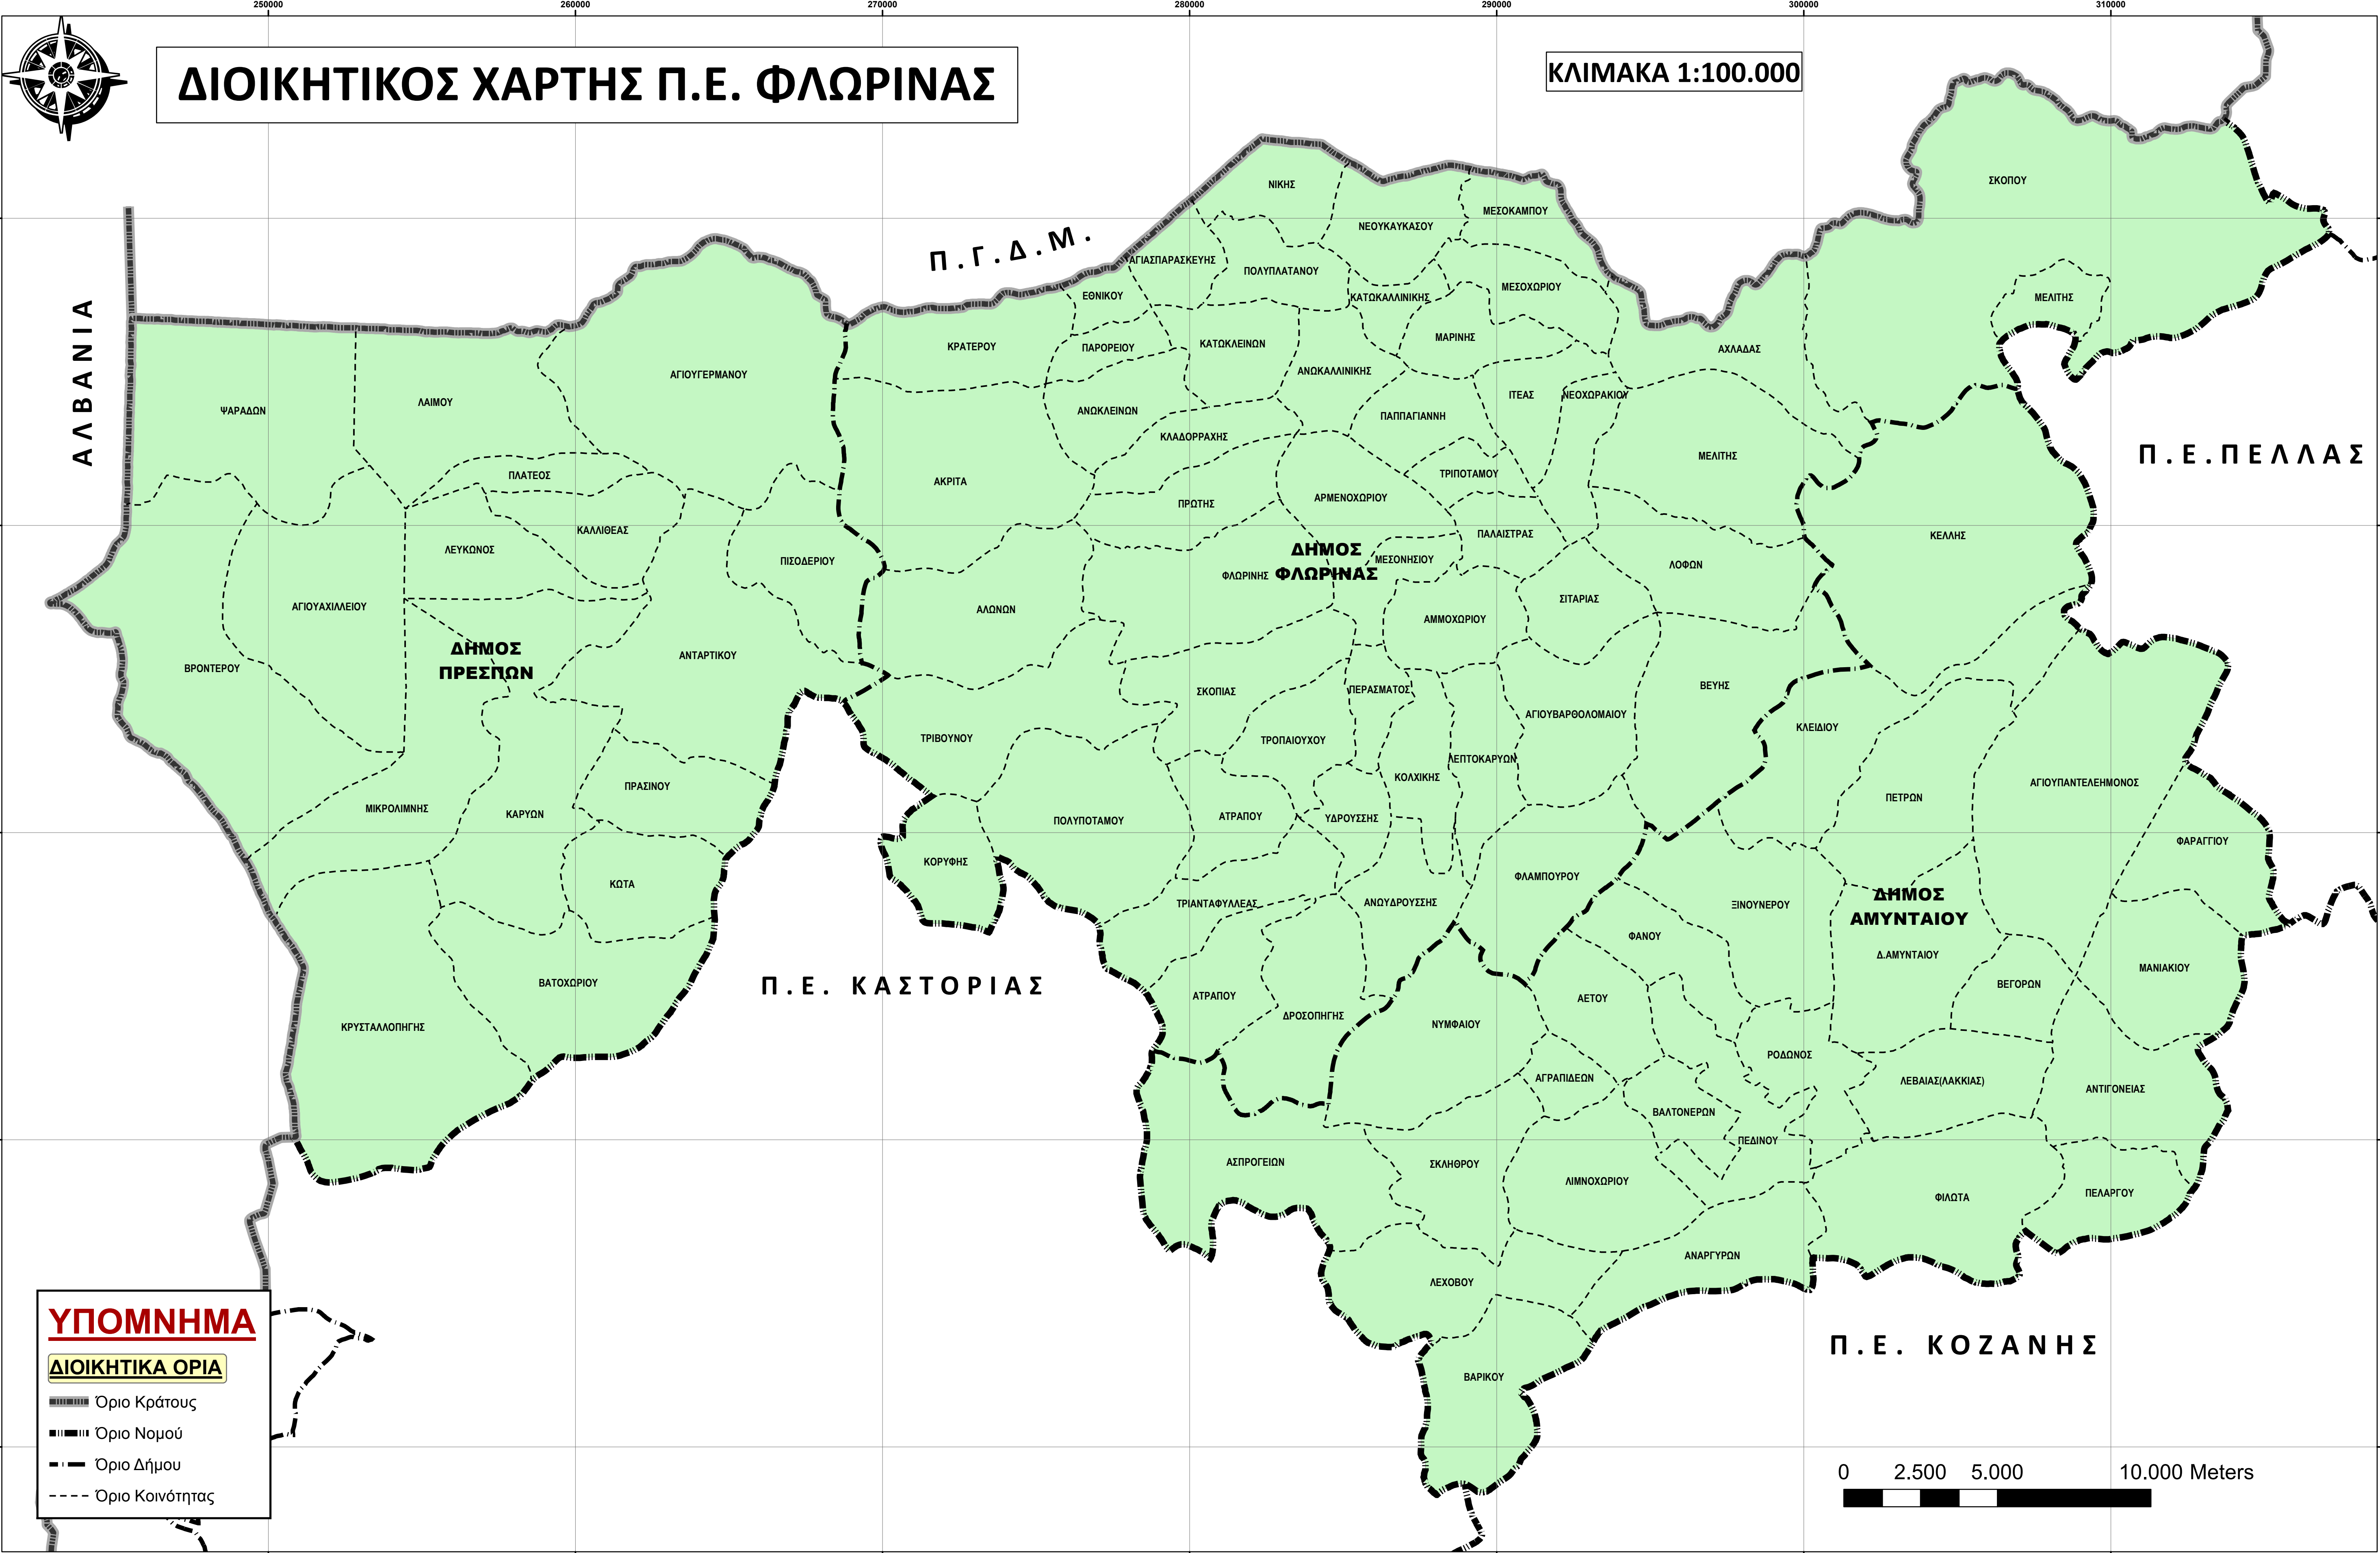 250000
260000
270000
280000
290000
300000
310000
ΔΙΟΙΚΗΤΙΚΟΣ ΧΑΡΤΗΣ Π.Ε. ΦΛΩΡΙΝΑΣ
ΚΛΙΜΑΚΑ 1:100.000
Π.Γ.Δ.Μ.
ΑΛΒΑΝΙΑ
Π.Ε.ΠΕΛΛΑΣ
Π.Ε. ΚΑΣΤΟΡΙΑΣ
Π.Ε. ΚΟΖΑΝΗΣ
ΔΗΜΟΣ
ΠΡΕΣΠΩΝ
ΨΑΡΑΔΩΝ
ΛΑΙΜΟΥ
ΑΓΙΟΥΓΕΡΜΑΝΟΥ
ΠΛΑΤΕΟΣ
ΚΑΛΛΙΘΕΑΣ
ΛΕΥΚΩΝΟΣ
ΠΙΣΟΔΕΡΙΟΥ
ΑΓΙΟΥΑΧΙΛΛΕΙΟΥ
ΒΡΟΝΤΕΡΟΥ
ΑΝΤΑΡΤΙΚΟΥ
ΜΙΚΡΟΛΙΜΝΗΣ
ΚΑΡΥΩΝ
ΠΡΑΣΙΝΟΥ
ΚΩΤΑ
ΒΑΤΟΧΩΡΙΟΥ
ΚΡΥΣΤΑΛΛΟΠΗΓΗΣ
ΔΗΜΟΣ
ΦΛΩΡΙΝΑΣ
ΣΚΟΠΟΥ
ΝΙΚΗΣ
ΜΕΣΟΚΑΜΠΟΥ
ΝΕΟΥΚΑΥΚΑΣΟΥ
ΑΓΙΑΣΠΑΡΑΣΚΕΥΗΣ
ΠΟΛΥΠΛΑΤΑΝΟΥ
ΕΘΝΙΚΟΥ
ΚΑΤΩΚΑΛΛΙΝΙΚΗΣ
ΜΕΣΟΧΩΡΙΟΥ
ΜΕΛΙΤΗΣ
ΚΡΑΤΕΡΟΥ
ΠΑΡΟΡΕΙΟΥ
ΚΑΤΩΚΛΕΙΝΩΝ
ΜΑΡΙΝΗΣ
ΑΧΛΑΔΑΣ
ΑΝΩΚΑΛΛΙΝΙΚΗΣ
ΙΤΕΑΣ
ΝΕΟΧΩΡΑΚΙΟΥ
ΑΝΩΚΛΕΙΝΩΝ
ΠΑΠΠΑΓΙΑΝΝΗ
ΚΛΑΔΟΡΡΑΧΗΣ
ΜΕΛΙΤΗΣ
ΑΚΡΙΤΑ
ΤΡΙΠΟΤΑΜΟΥ
ΠΡΩΤΗΣ
ΑΡΜΕΝΟΧΩΡΙΟΥ
ΠΑΛΑΙΣΤΡΑΣ
ΜΕΣΟΝΗΣΙΟΥ
ΛΟΦΩΝ
ΦΛΩΡΙΝΗΣ
ΣΙΤΑΡΙΑΣ
ΑΛΩΝΩΝ
ΑΜΜΟΧΩΡΙΟΥ
ΣΚΟΠΙΑΣ
ΠΕΡΑΣΜΑΤΟΣ
ΒΕΥΗΣ
ΑΓΙΟΥΒΑΡΘΟΛΟΜΑΙΟΥ
ΤΡΙΒΟΥΝΟΥ
ΤΡΟΠΑΙΟΥΧΟΥ
ΛΕΠΤΟΚΑΡΥΩΝ
ΚΟΛΧΙΚΗΣ
ΠΟΛΥΠΟΤΑΜΟΥ
ΑΤΡΑΠΟΥ
ΥΔΡΟΥΣΣΗΣ
ΚΟΡΥΦΗΣ
ΦΛΑΜΠΟΥΡΟΥ
ΤΡΙΑΝΤΑΦΥΛΛΕΑΣ
ΑΝΩΥΔΡΟΥΣΣΗΣ
ΑΤΡΑΠΟΥ
ΔΡΟΣΟΠΗΓΗΣ
ΔΗΜΟΣ
ΑΜΥΝΤΑΙΟΥ
ΚΕΛΛΗΣ
ΚΛΕΙΔΙΟΥ
ΠΕΤΡΩΝ
ΑΓΙΟΥΠΑΝΤΕΛΕΗΜΟΝΟΣ
ΦΑΡΑΓΓΙΟΥ
ΞΙΝΟΥΝΕΡΟΥ
ΦΑΝΟΥ
Δ.ΑΜΥΝΤΑΙΟΥ
ΜΑΝΙΑΚΙΟΥ
ΒΕΓΟΡΩΝ
ΑΕΤΟΥ
ΝΥΜΦΑΙΟΥ
ΡΟΔΩΝΟΣ
ΑΓΡΑΠΙΔΕΩΝ
ΛΕΒΑΙΑΣ(ΛΑΚΚΙΑΣ)
ΑΝΤΙΓΟΝΕΙΑΣ
ΒΑΛΤΟΝΕΡΩΝ
ΠΕΔΙΝΟΥ
ΑΣΠΡΟΓΕΙΩΝ
ΣΚΛΗΘΡΟΥ
ΛΙΜΝΟΧΩΡΙΟΥ
ΦΙΛΩΤΑ
ΠΕΛΑΡΓΟΥ
ΑΝΑΡΓΥΡΩΝ
ΛΕΧΟΒΟΥ
ΒΑΡΙΚΟΥ
ΥΠΟΜΝΗΜΑ
ΔΙΟΙΚΗΤΙΚΑ ΟΡΙΑ
Όριο Κράτους
Όριο Νομού
Όριο Δήμου
Όριο Κοινότητας
0 2.500 5.000 10.000 Meters